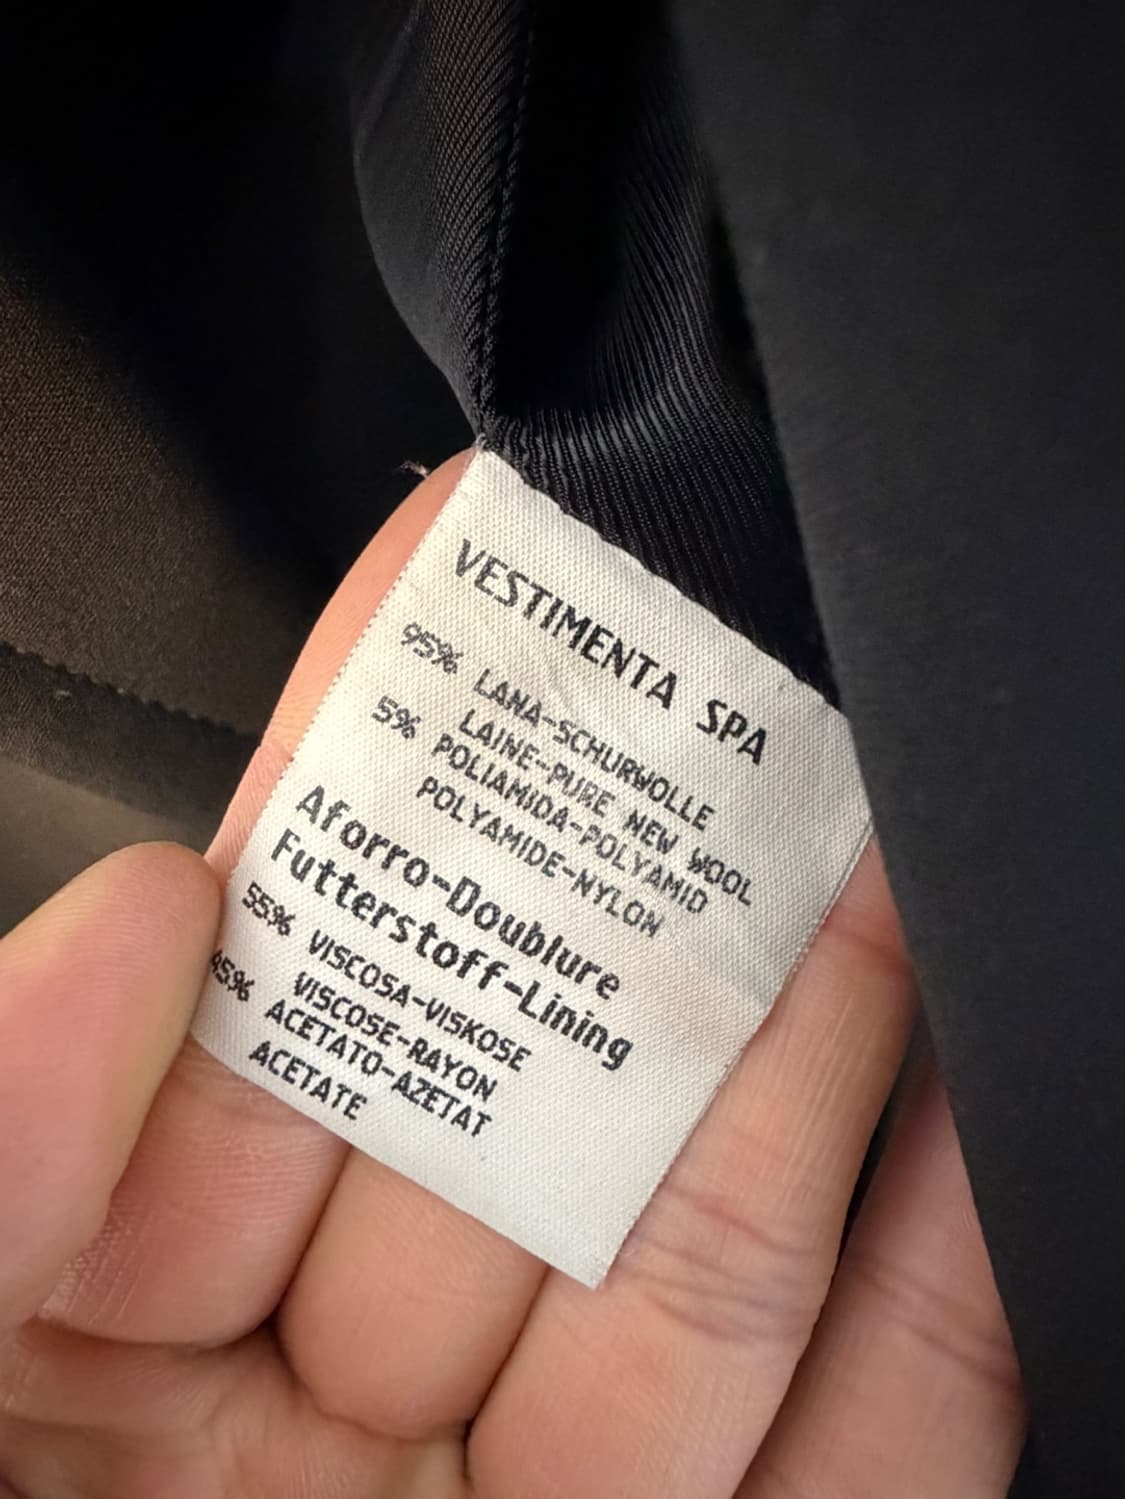 VESTIMENTA SPA
95% LANA-SCHURWOLLE
LAINE-PURE NEW WOOL
5% POLIAMIDA-POLYAMID
POLYAMIDE-NYLON
Aforro-Doublure
Futterstoff-Lining
55% VISCOSA-VISKOSE
VISCOSE-RAYON
45% ACETATO-AZETAT
ACETATE